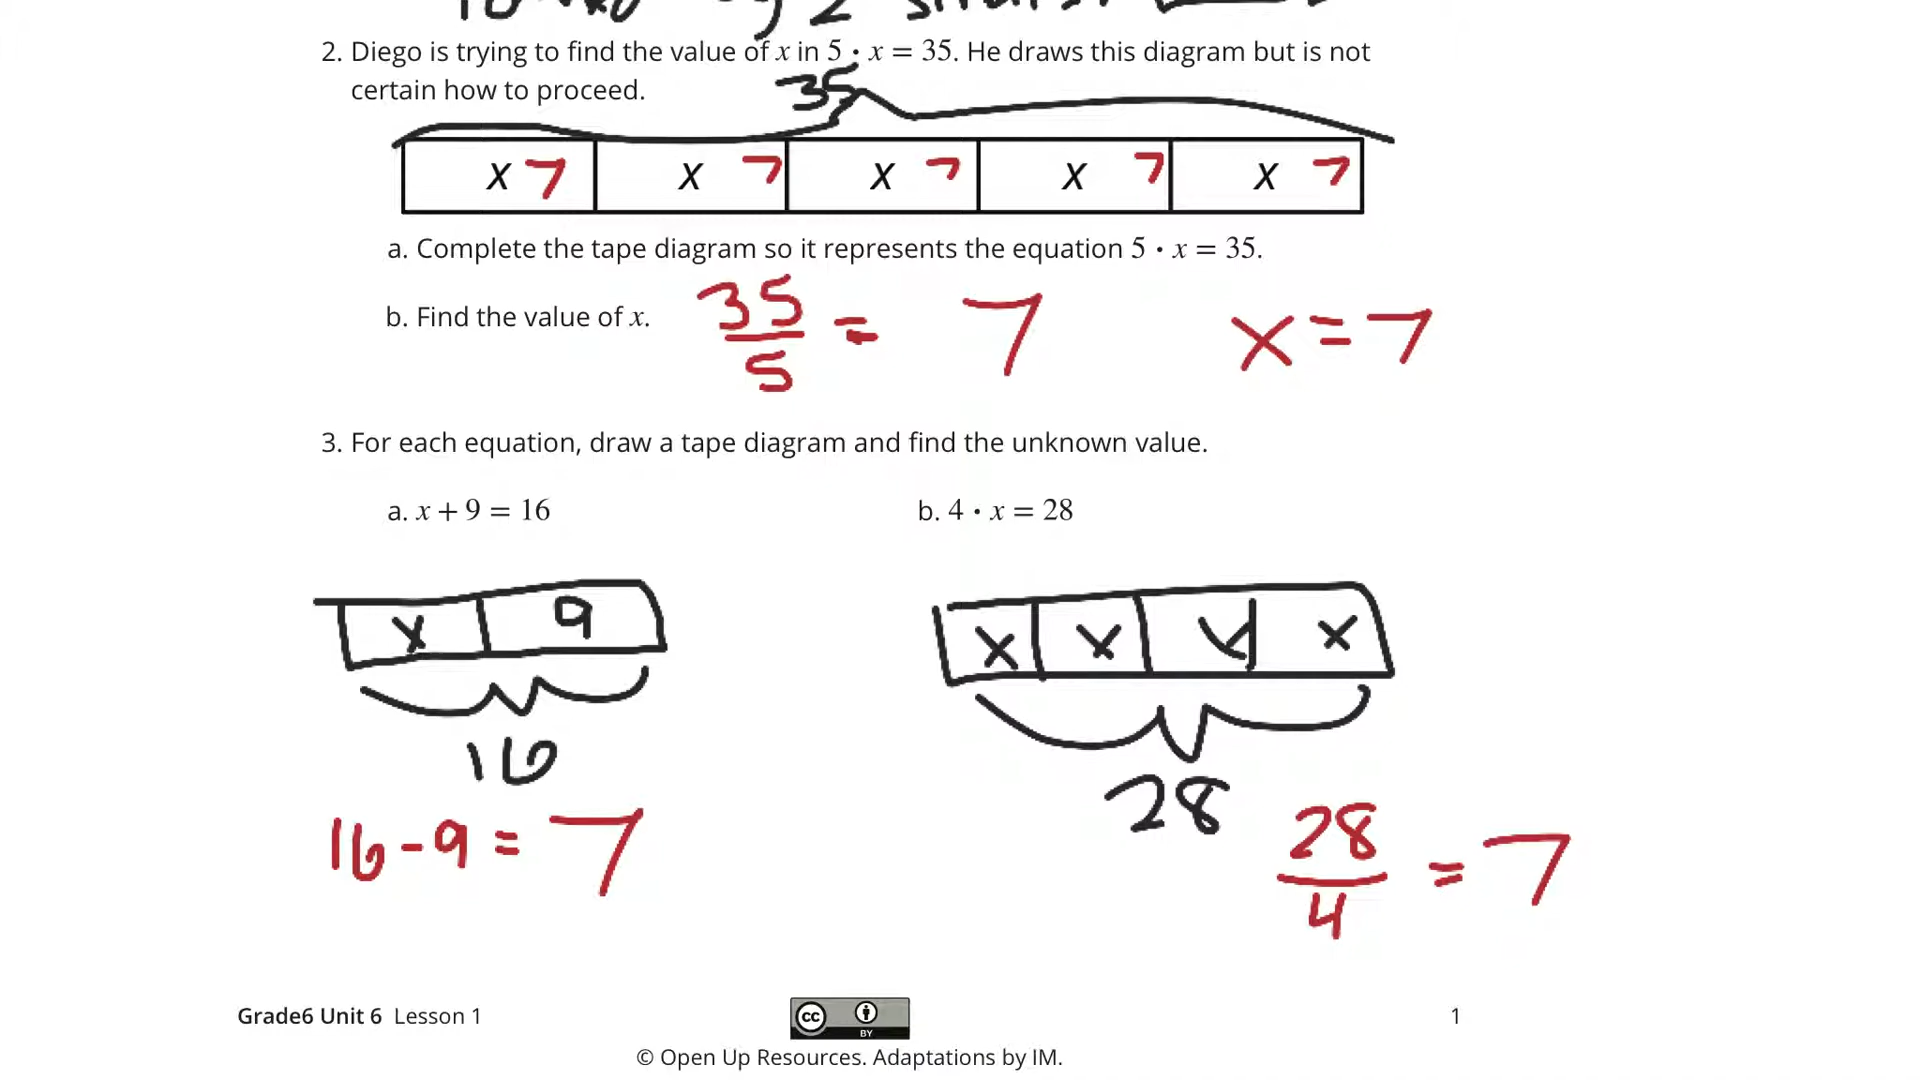 2. Diego is trying to find the value of x in 5 · x = 35. He draws this diagram but is not
certain how to proceed.
35
x 7 x 7 x 7 x 7 x 7
a. Complete the tape diagram so it represents the equation 5 · x = 35.
b. Find the value of x. 35/5 = 7 x = 7
3. For each equation, draw a tape diagram and find the unknown value.
a. x + 9 = 16 b. 4 · x = 28
x 9 x x x x
16 28
16 - 9 = 7 28/4 = 7
Grade6 Unit 6 Lesson 1 cc BY 1
© Open Up Resources. Adaptations by IM.